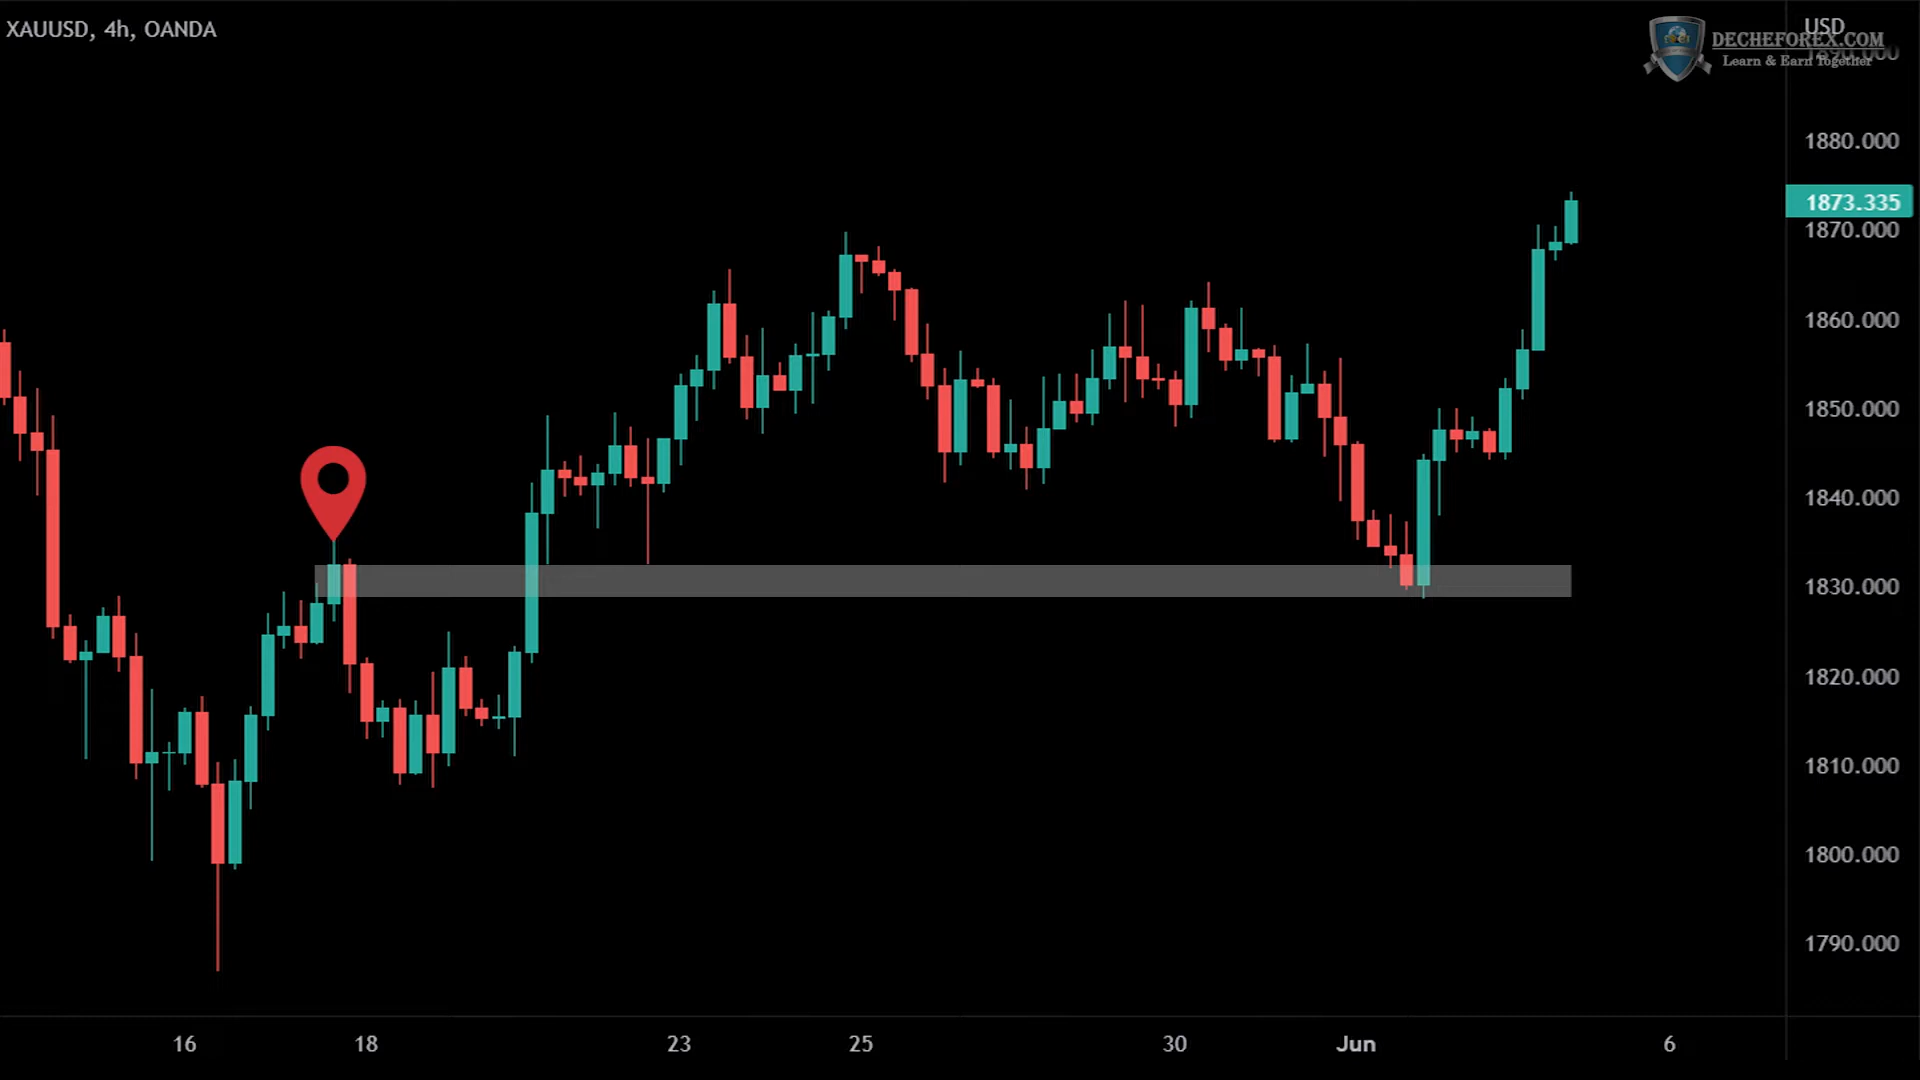 XAUUSD, 4h, OANDA
USD
DECHEFOREX.COM
1890.000
Learn & Earn Together
1880.000
1873.335
1870.000
1860.000
1850.000
1840.000
1830.000
1820.000
1810.000
1800.000
1790.000
16 18 23 25 30 Jun 6